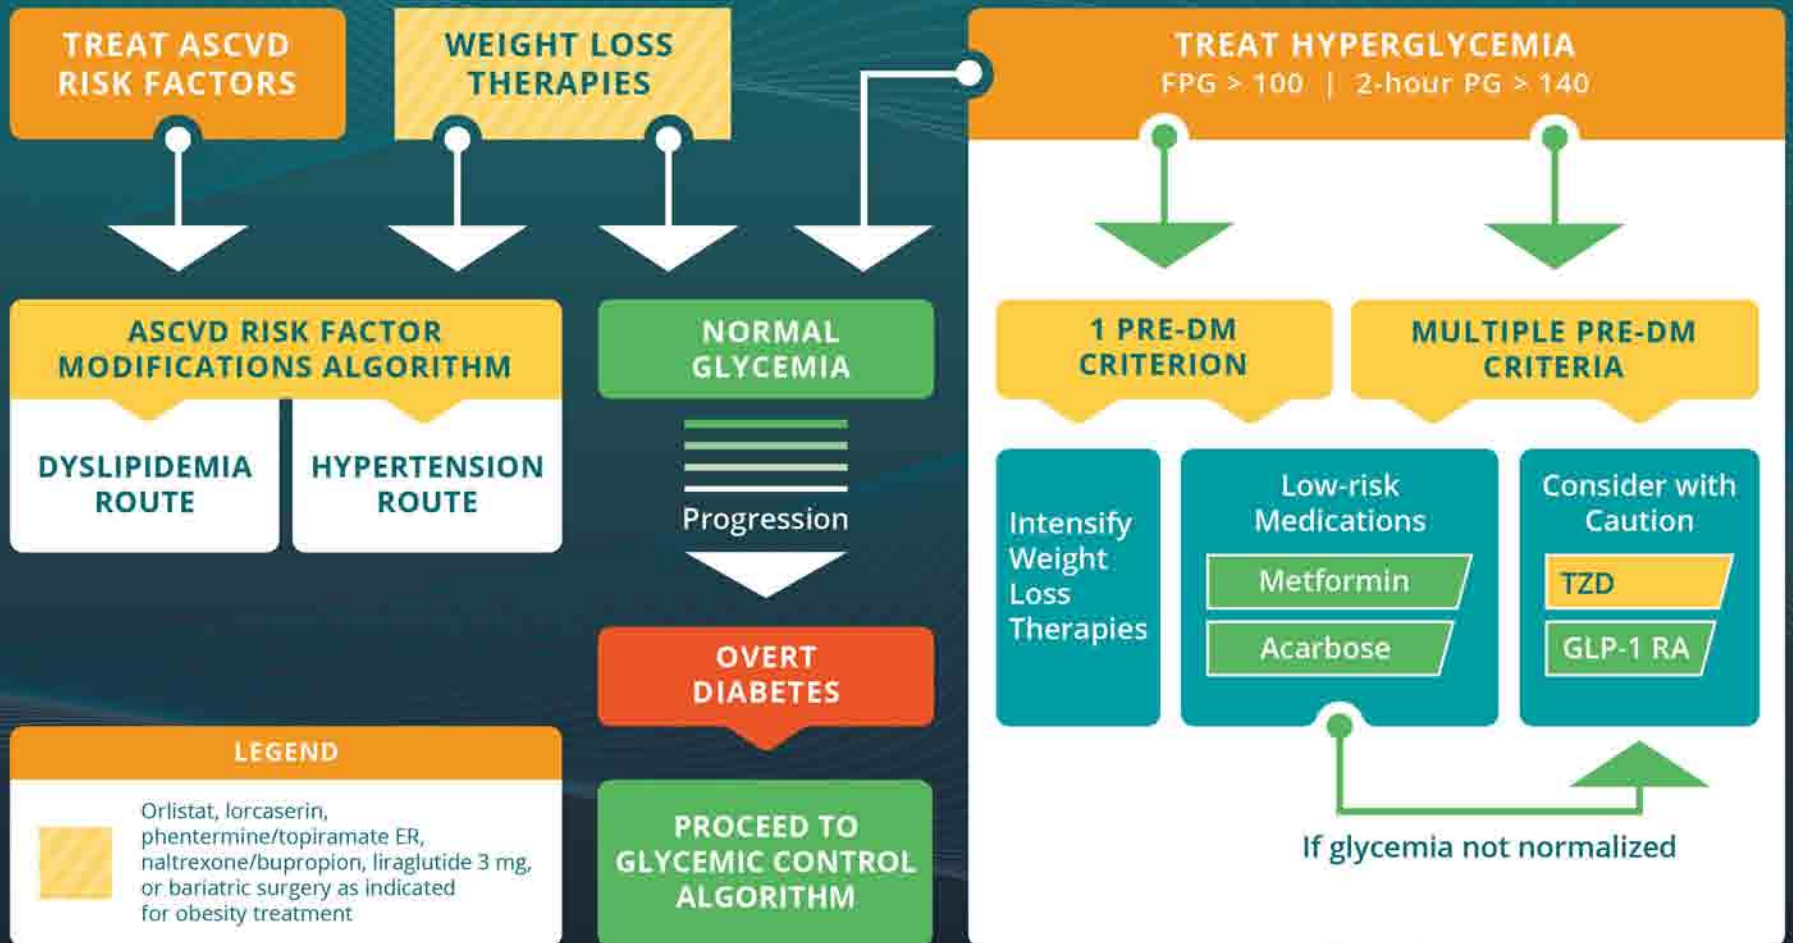 TREAT ASCVD
RISK FACTORS
WEIGHT LOSS
THERAPIES
TREAT HYPERGLYCEMIA
FPG > 100 | 2-hour PG > 140
ASCVD RISK FACTOR
MODIFICATIONS ALGORITHM
DYSLIPIDEMIA
ROUTE
HYPERTENSION
ROUTE
NORMAL
GLYCEMIA
Progression
OVERT
DIABETES
PROCEED TO
GLYCEMIC CONTROL
ALGORITHM
1 PRE-DM
CRITERION
MULTIPLE PRE-DM
CRITERIA
Intensify
Weight
Loss
Therapies
Low-risk
Medications
Metformin
Acarbose
Consider with
Caution
TZD
GLP-1 RA
If glycemia not normalized
LEGEND
Orlistat, lorcaserin,
phentermine/topiramate ER,
naltrexone/bupropion, liraglutide 3 mg,
or bariatric surgery as indicated
for obesity treatment